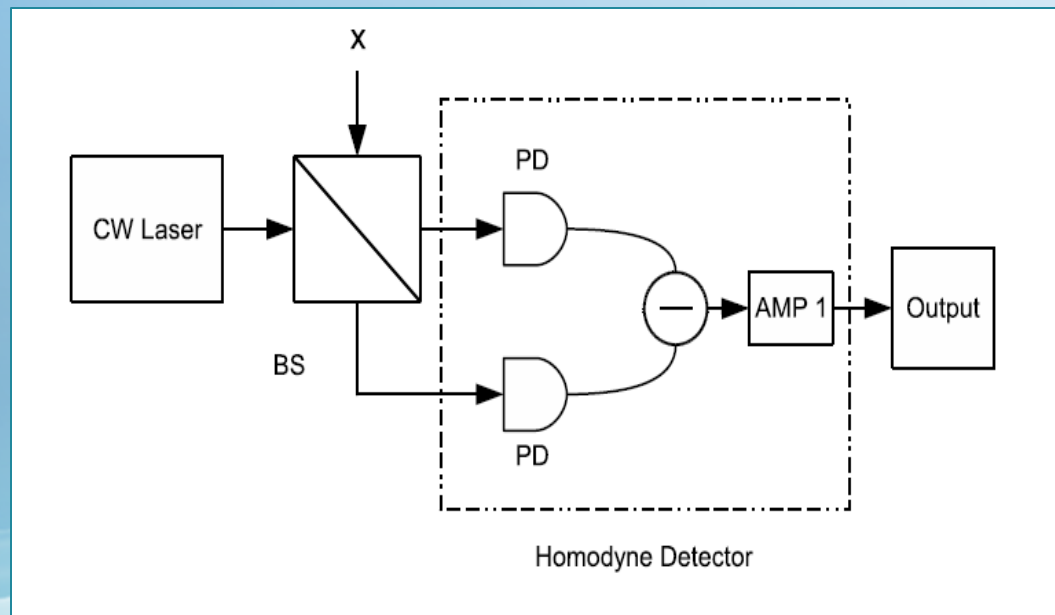 X
PD
CW Laser
AMP 1
Output
BS
PD
Homodyne Detector